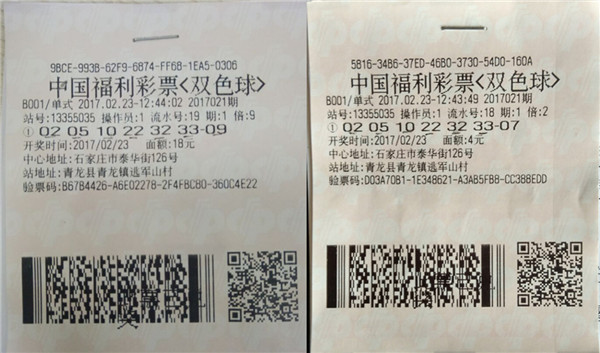 9BCE-993B-62F9-6874-FF68-1EA5-0306
中国福利彩票<双色球>
B001/单式 2017.02.23-12:44:02 2017021期
站号:13355035 操作员:1 流水号:19 期:1 倍:9
① 02 05 10 22 32 33-09
开奖时间:2017/02/23 面额:18元
中心地址:石家庄市泰华街126号
站地址:青龙县青龙镇逃军山村
验票码:B67B4426-A6E02278-2F4FBC80-360C4E22
5816-3486-37ED-46B0-3730-54D0-160A
中国福利彩票<双色球>
B001/单式 2017.02.23-12:43:49 2017021期
站号:13355035 操作员:1 流水号:18 期:1 倍:2
① 02 05 10 22 32 33-07
开奖时间:2017/02/23 面额:4元
中心地址:石家庄市泰华街126号
站地址:青龙县青龙镇逃军山村
验票码:D03A70B1-1E348621-A3AB5FB8-CC3B8EDD